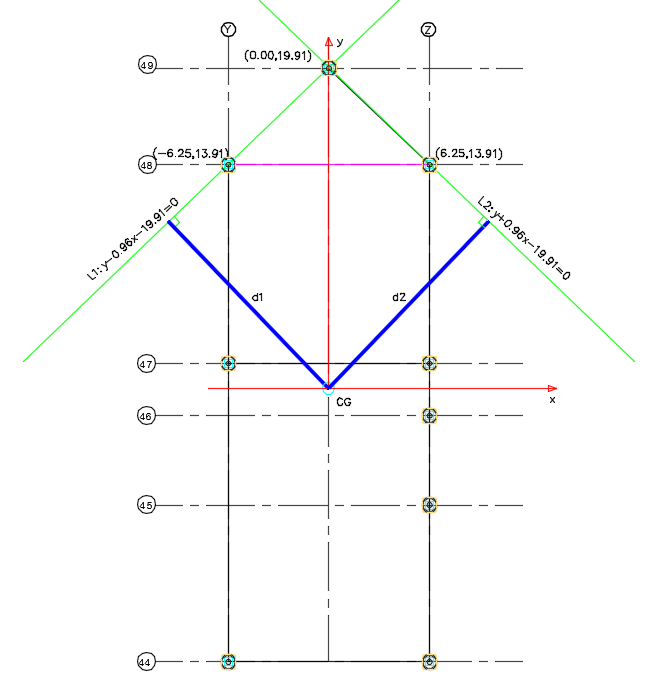 Y
Z
y
49
(0.00,19.91)
48
(-6.25,13.91)
(6.25,13.91)
L1: y-0.96x-19.91=0
L2: y+0.96x-19.91=0
d1
d2
47
x
CG
46
45
44